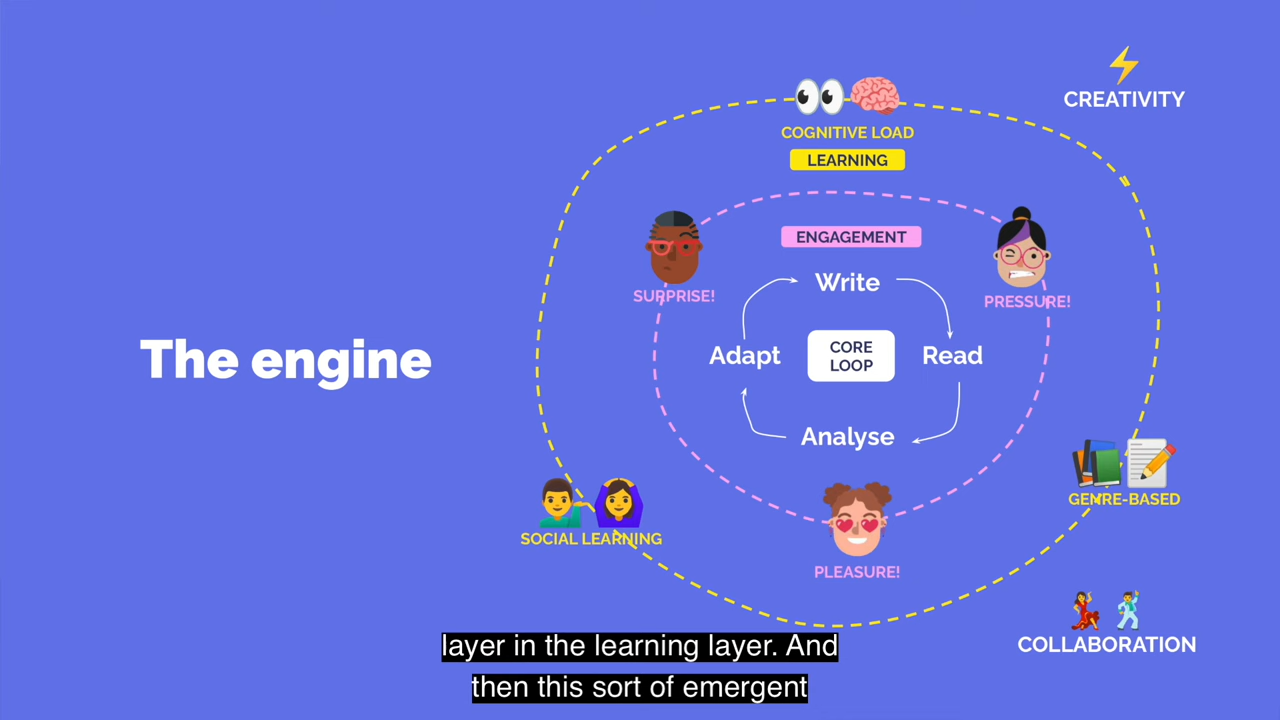 CREATIVITY
COGNITIVE LOAD
LEARNING
ENGAGEMENT
SURPRISE!
PRESSURE!
Write
The engine
Adapt
CORE
LOOP
Read
Analyse
GENRE-BASED
SOCIAL LEARNING
PLEASURE!
COLLABORATION
layer in the learning layer. And
then this sort of emergent